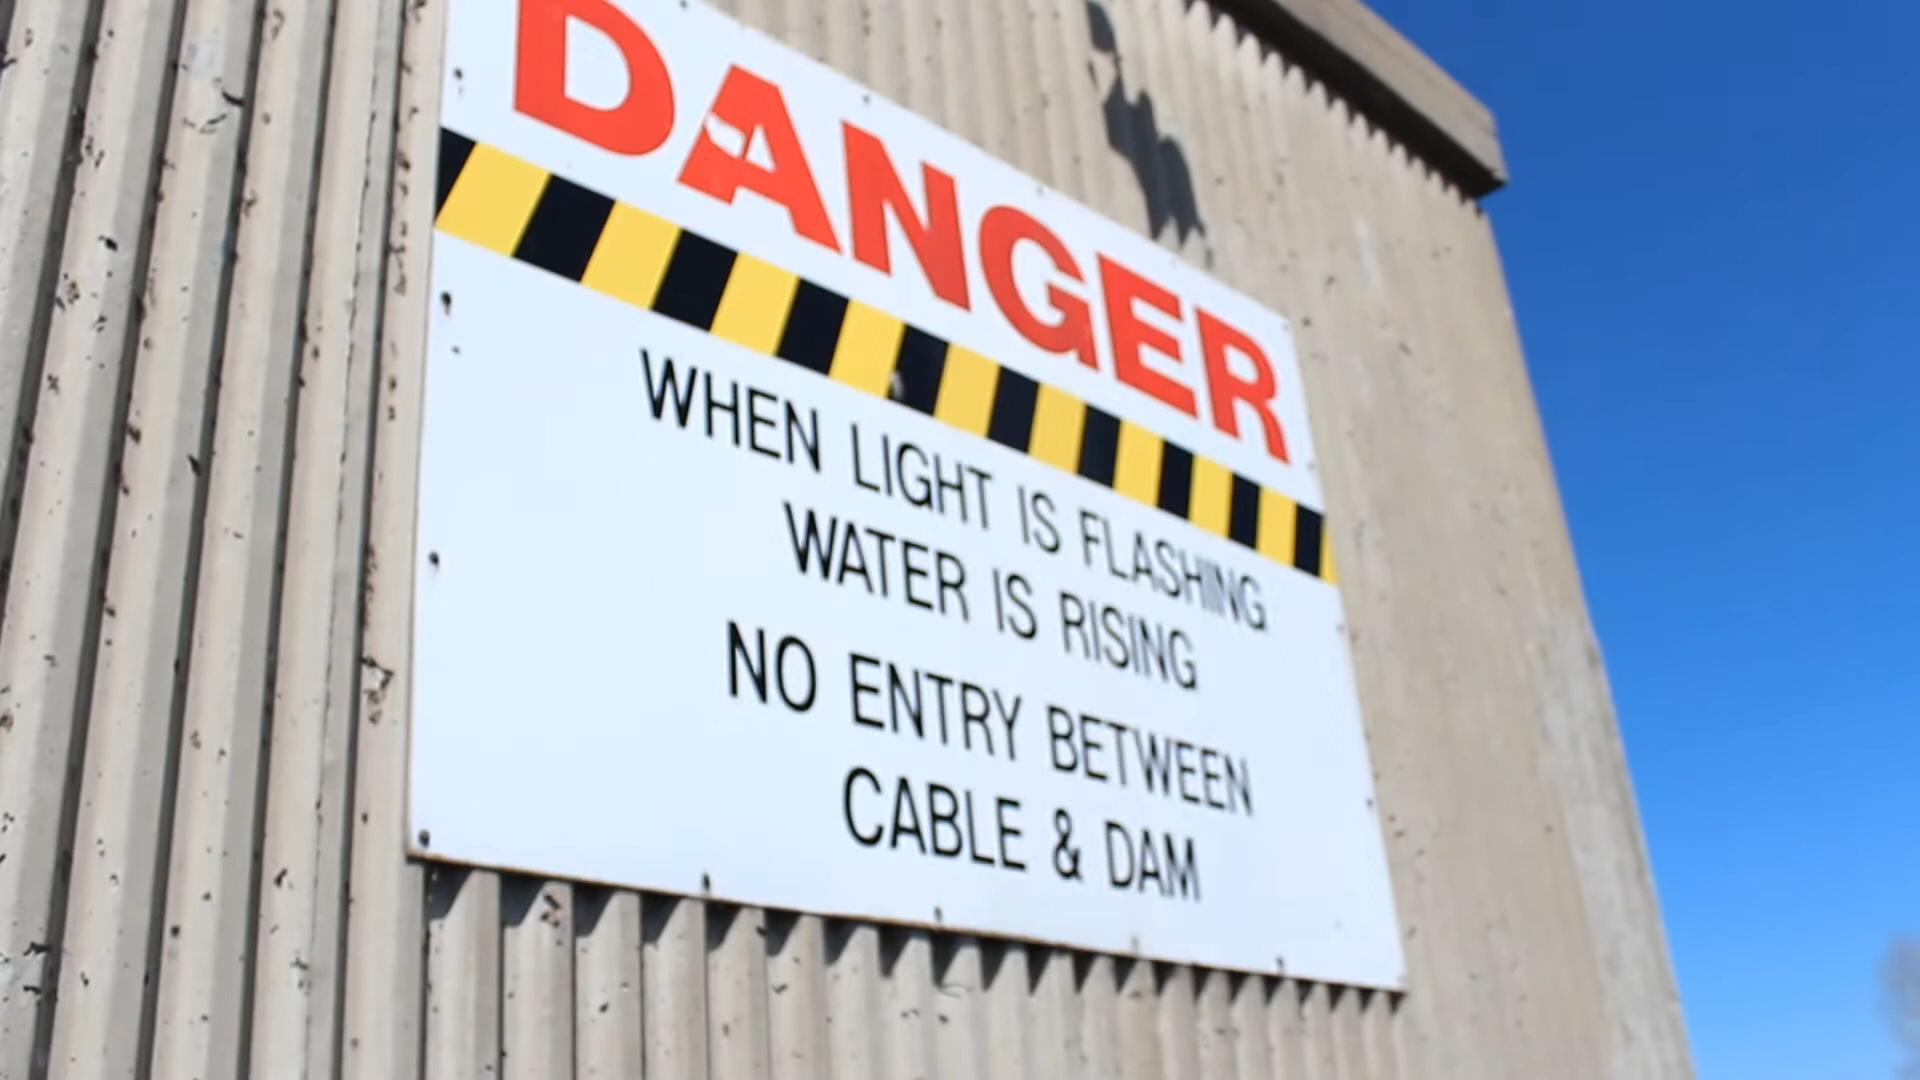 DANGER
WHEN LIGHT IS FLASHING
WATER IS RISING
NO ENTRY BETWEEN
CABLE & DAM